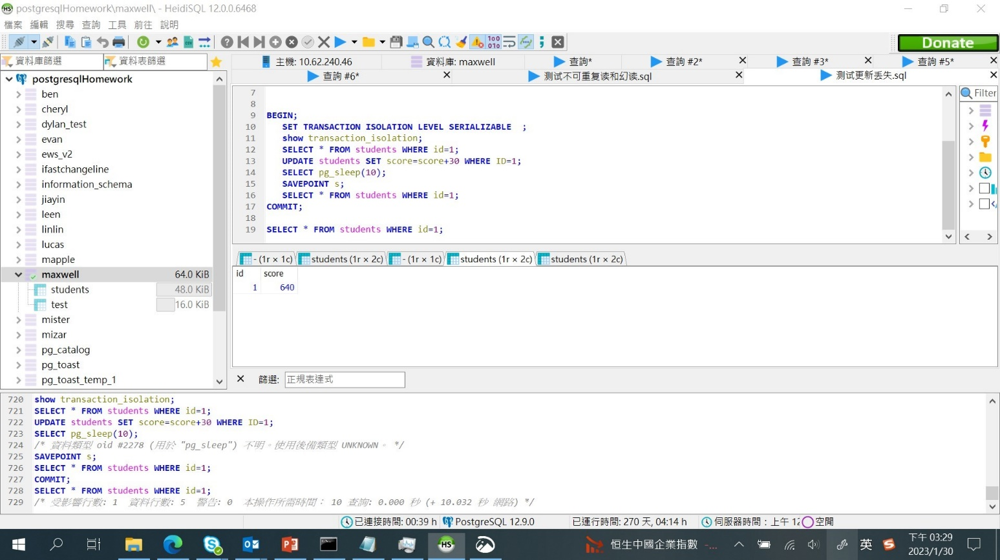 postgresqlHomework\maxwell\ - HeidiSQL 12.0.0.6468
檔案 編輯 搜尋 查詢 工具 前往 說明
Donate
資料庫篩選 資料表篩選
主機: 10.62.240.46 資料庫: maxwell 查詢* 查詢 #2* 查詢 #3* 查詢 #5*
查詢 #6* 测试不可重复读和幻读.sql 测试更新丢失.sql
postgresqlHomework
ben
cheryl
dylan_test
evan
ews_v2
ifastchangeline
information_schema
jiayin
leen
linlin
lucas
mapple
maxwell 64.0 KiB
students 48.0 KiB
test 16.0 KiB
mister
mizar
pg_catalog
pg_toast
pg_toast_temp_1
7
8
9 BEGIN;
10 SET TRANSACTION ISOLATION LEVEL SERIALIZABLE ;
11 show transaction_isolation;
12 SELECT * FROM students WHERE id=1;
13 UPDATE students SET score=score+30 WHERE ID=1;
14 SELECT pg_sleep(10);
15 SAVEPOINT s;
16 SELECT * FROM students WHERE id=1;
17 COMMIT;
18
19 SELECT * FROM students WHERE id=1;
Filter
- (1r × 1c) students (1r × 2c) - (1r × 1c) students (1r × 2c) students (1r × 2c)
id score
1 640
篩選: 正規表達式
720 show transaction_isolation;
721 SELECT * FROM students WHERE id=1;
722 UPDATE students SET score=score+30 WHERE ID=1;
723 SELECT pg_sleep(10);
724 /* 資料類型 oid #2278 (用於 "pg_sleep") 不明。使用後備類型 UNKNOWN。 */
725 SAVEPOINT s;
726 SELECT * FROM students WHERE id=1;
727 COMMIT;
728 SELECT * FROM students WHERE id=1;
729 /* 受影響行數: 1 資料行數: 5 警告: 0 本操作所需時間： 10 查詢: 0.000 秒 (+ 10.032 秒 網路) */
已連接時間: 00:39 h PostgreSQL 12.9.0 已運行時間: 270 天, 04:14 h 伺服器時間：上午 12 空閒
恒生中國企業指數 -... 英 下午 03:29
2023/1/30